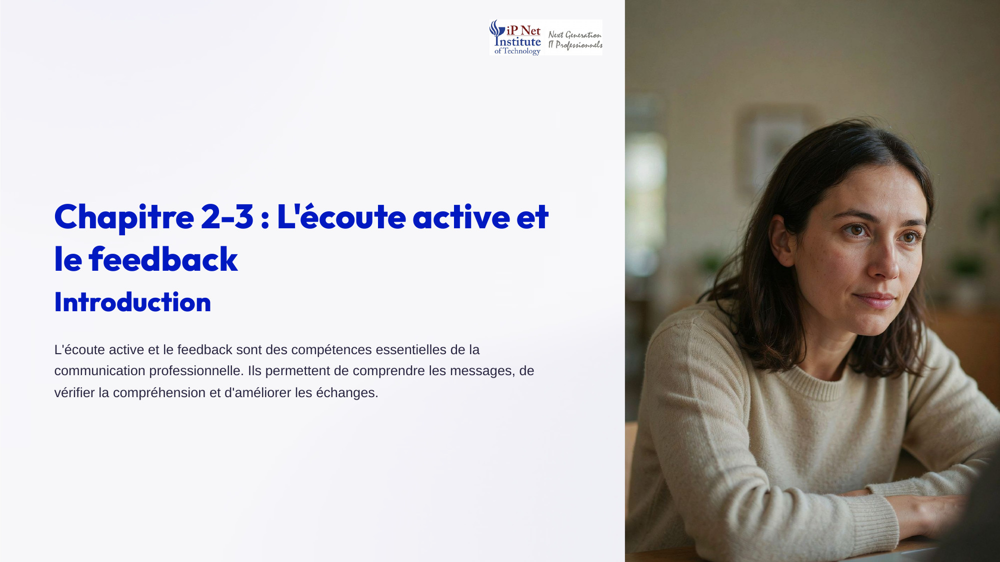 iP Net
Institute
of Technology
Next Generation
IT Professionnels
Chapitre 2-3 : L'écoute active et
le feedback
Introduction
L'écoute active et le feedback sont des compétences essentielles de la
communication professionnelle. Ils permettent de comprendre les messages, de
vérifier la compréhension et d'améliorer les échanges.